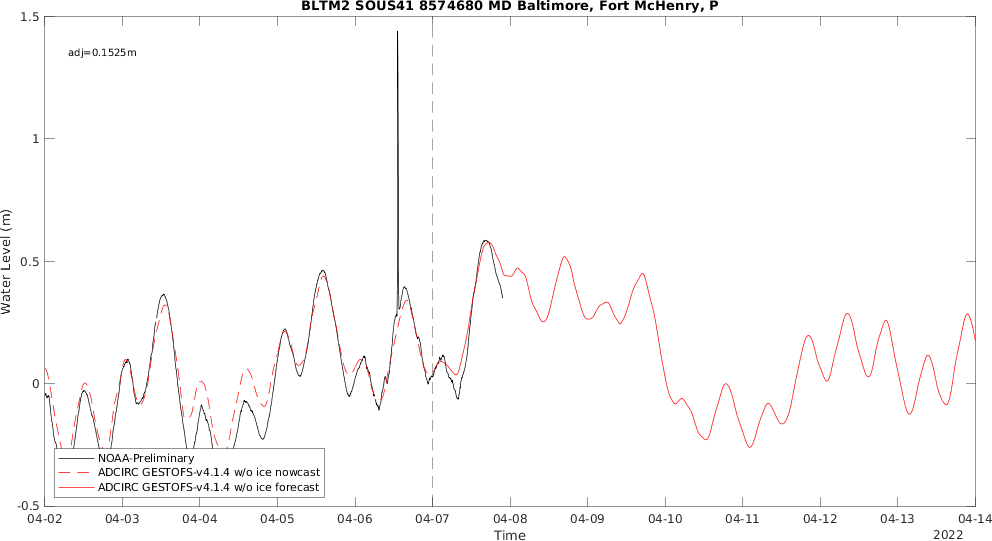 BLTM2 SOUS41 8574680 MD Baltimore, Fort McHenry, P
adj=0.1525m
1.5
1
0.5
0
-0.5
Water Level (m)
NOAA-Preliminary
ADCIRC GESTOFS-v4.1.4 w/o ice nowcast
ADCIRC GESTOFS-v4.1.4 w/o ice forecast
04-02 04-03 04-04 04-05 04-06 04-07 04-08 04-09 04-10 04-11 04-12 04-13 04-14
Time
2022